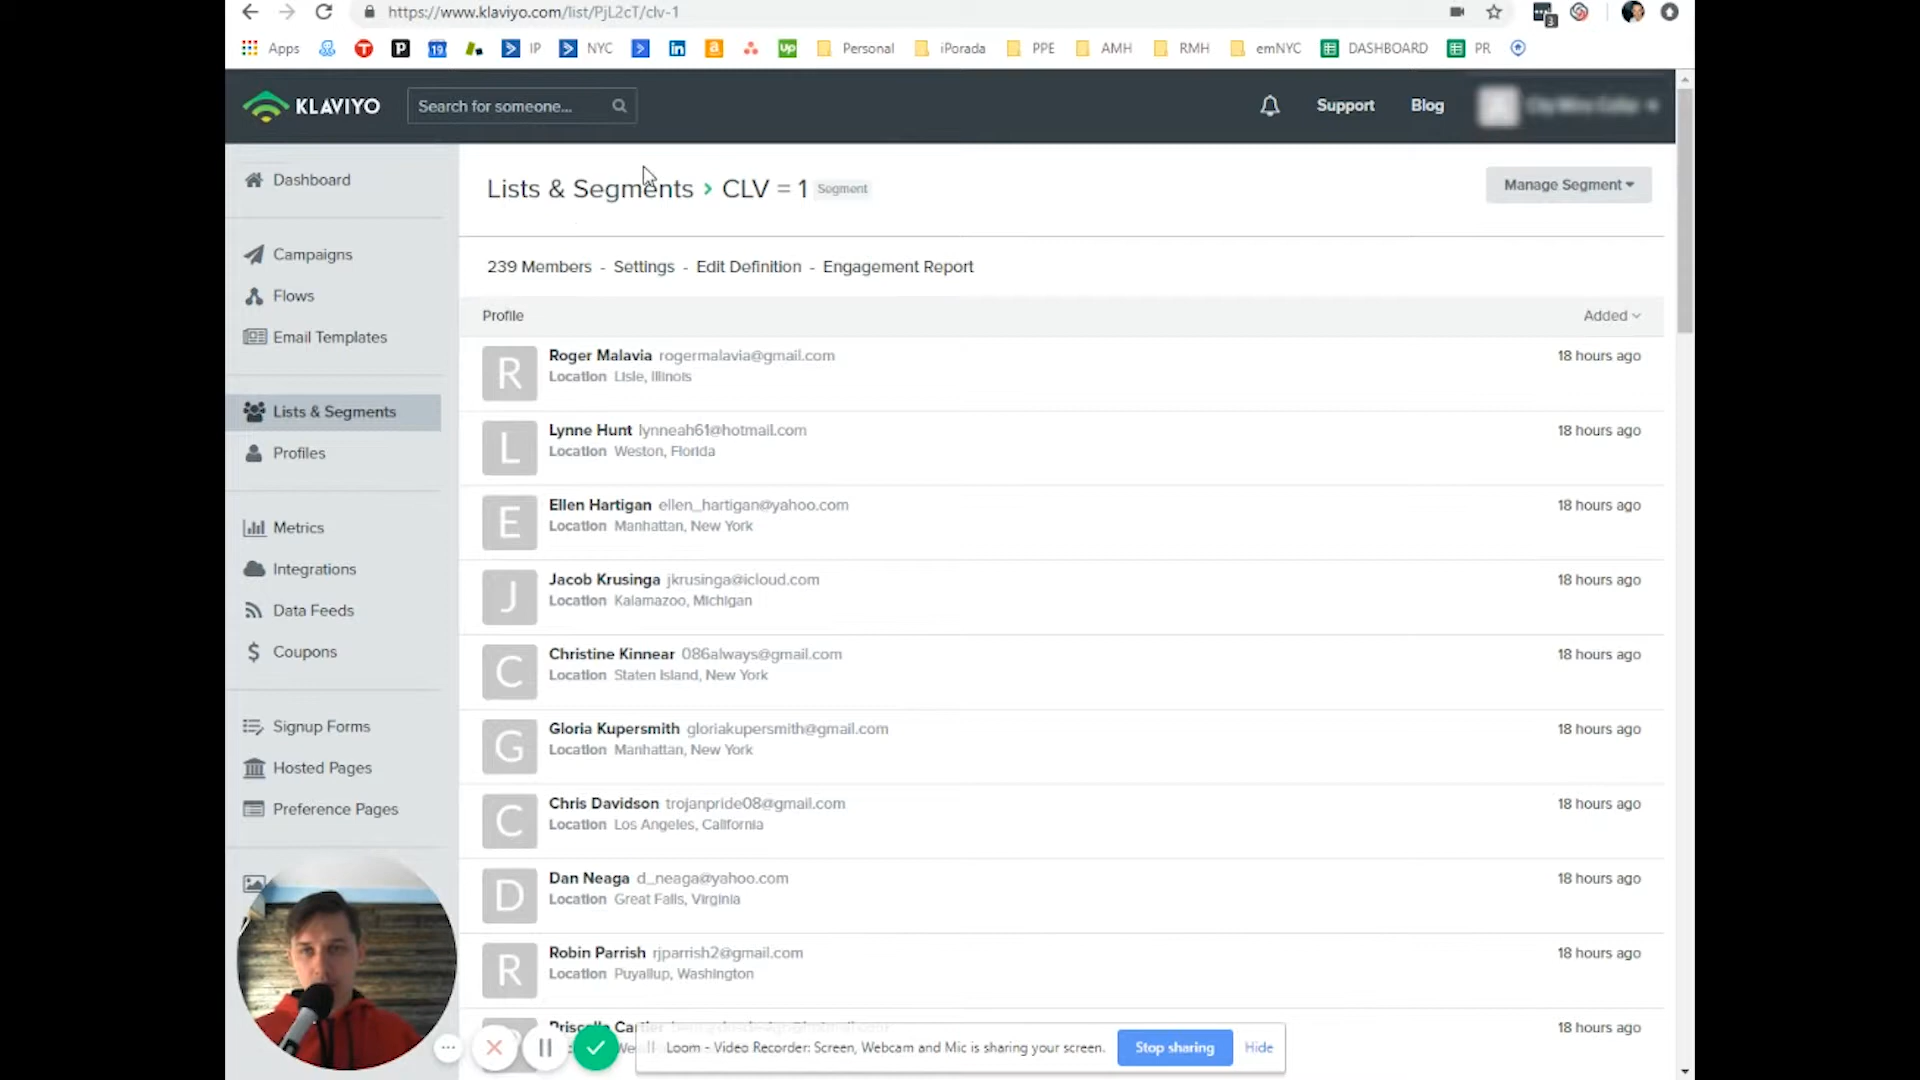 https://www.klaviyo.com/list/PjL2cT/clv-1
3
Apps
19
IP
NYC
in
a
Up
Personal
iPorada
PPE
AMH
RMH
emNYC
DASHBOARD
PR
KLAVIYO
Search for someone...
Support
Blog
Dashboard
Campaigns
Flows
Email Templates
Lists & Segments
Profiles
Metrics
Integrations
Data Feeds
Coupons
Signup Forms
Hosted Pages
Preference Pages
Lists & Segments › CLV = 1 Segment
Manage Segment
239 Members - Settings - Edit Definition - Engagement Report
Profile
Added
R
Roger Malavia rogermalavia@gmail.com
18 hours ago
Location Lisle, Illinois
L
Lynne Hunt lynneah61@hotmail.com
18 hours ago
Location Weston, Florida
E
Ellen Hartigan ellen_hartigan@yahoo.com
18 hours ago
Location Manhattan, New York
J
Jacob Krusinga jkrusinga@icloud.com
18 hours ago
Location Kalamazoo, Michigan
C
Christine Kinnear 086always@gmail.com
18 hours ago
Location Staten Island, New York
G
Gloria Kupersmith gloriakupersmith@gmail.com
18 hours ago
Location Manhattan, New York
C
Chris Davidson trojanpride08@gmail.com
18 hours ago
Location Los Angeles, California
D
Dan Neaga d_neaga@yahoo.com
18 hours ago
Location Great Falls, Virginia
R
Robin Parrish rjparrish2@gmail.com
18 hours ago
Location Puyallup, Washington
18 hours ago
Loom - Video Recorder: Screen, Webcam and Mic is sharing your screen.
Stop sharing
Hide